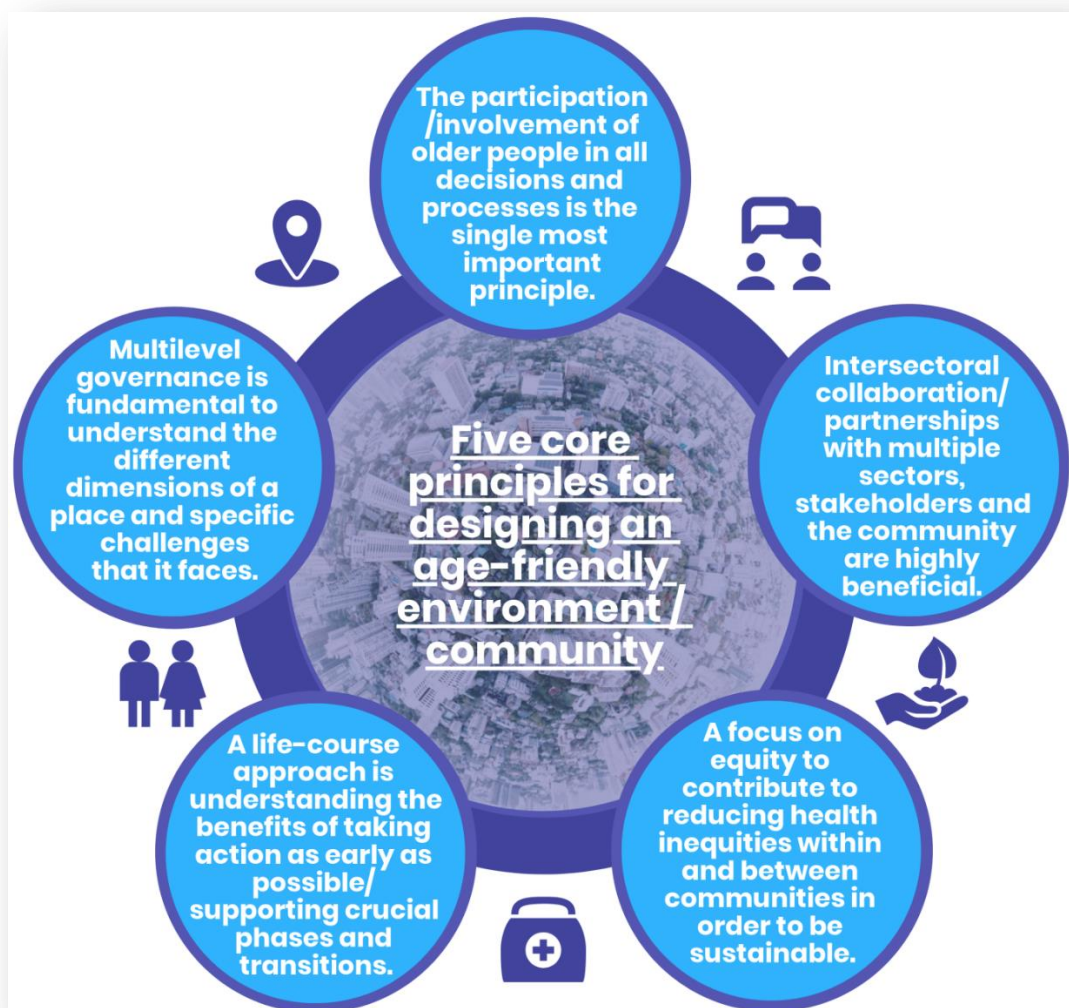 The participation
/involvement of
older people in all
decisions and
processes is the
single most
important
principle.
Multilevel
governance is
fundamental to
understand the
different
dimensions of a
place and specific
challenges
that it faces.
Intersectoral
collaboration/
partnerships
with multiple
sectors,
stakeholders and
the community
are highly
beneficial.
Five core
principles for
designing an
age-friendly
environment /
community
A life-course
approach is
understanding the
benefits of taking
action as early as
possible/
supporting crucial
phases and
transitions.
A focus on
equity to
contribute to
reducing health
inequities within
and between
communities in
order to be
sustainable.